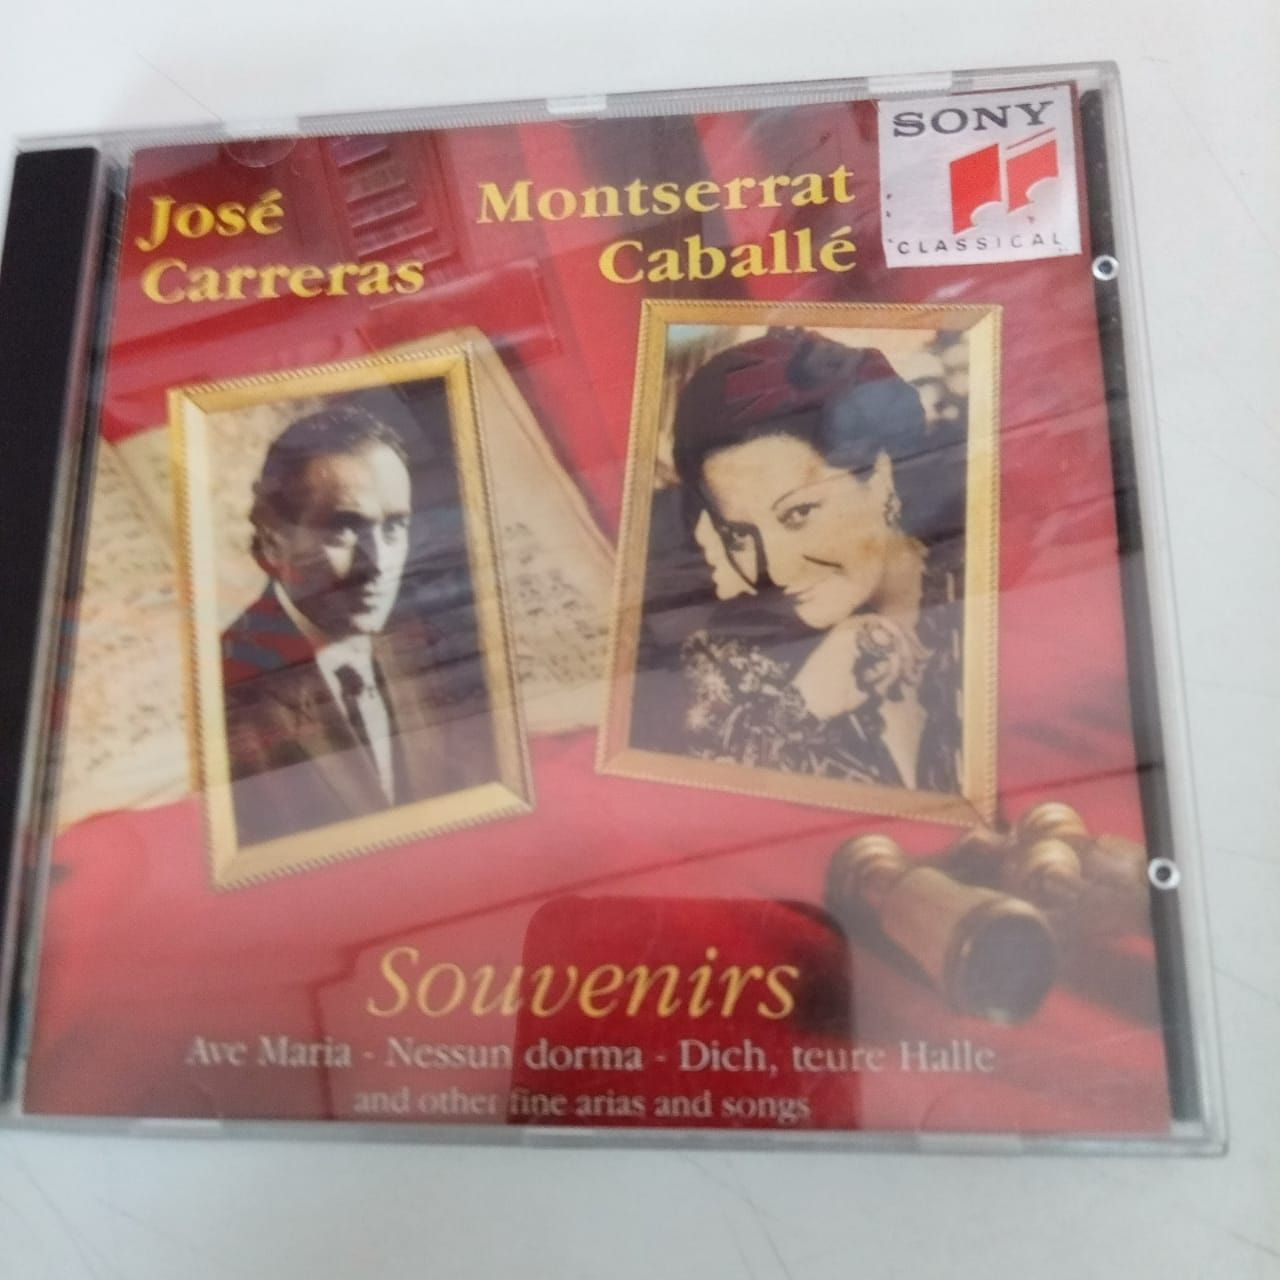 SONY
CLASSICAL
José
Carreras
Montserrat
Caballé
Souvenirs
Ave Maria - Nessun dorma - Dich, teure Halle
and other fine arias and songs